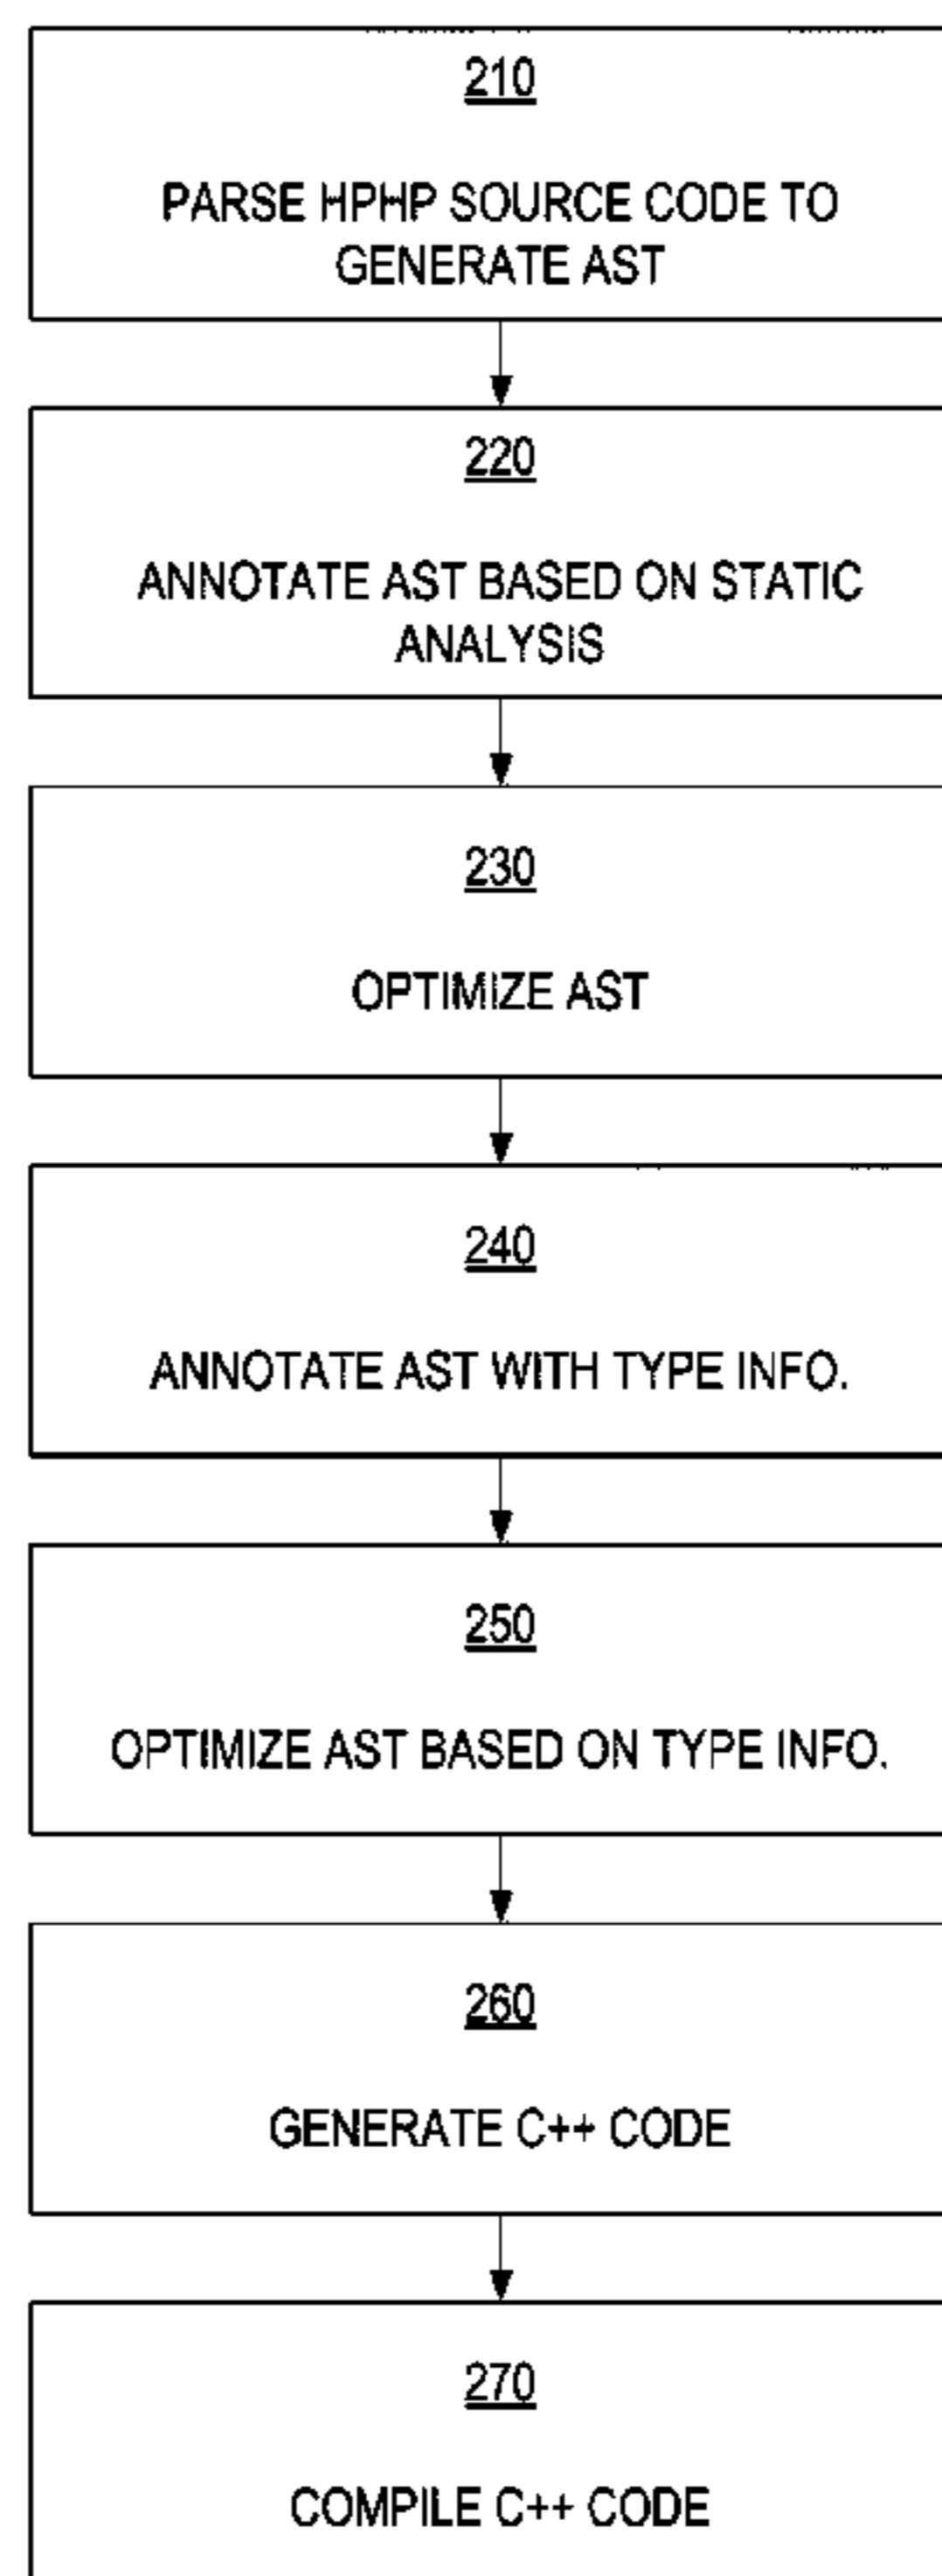 210
PARSE HPHP SOURCE CODE TO
GENERATE AST
220
ANNOTATE AST BASED ON STATIC
ANALYSIS
230
OPTIMIZE AST
240
ANNOTATE AST WITH TYPE INFO.
250
OPTIMIZE AST BASED ON TYPE INFO.
260
GENERATE C++ CODE
270
COMPILE C++ CODE